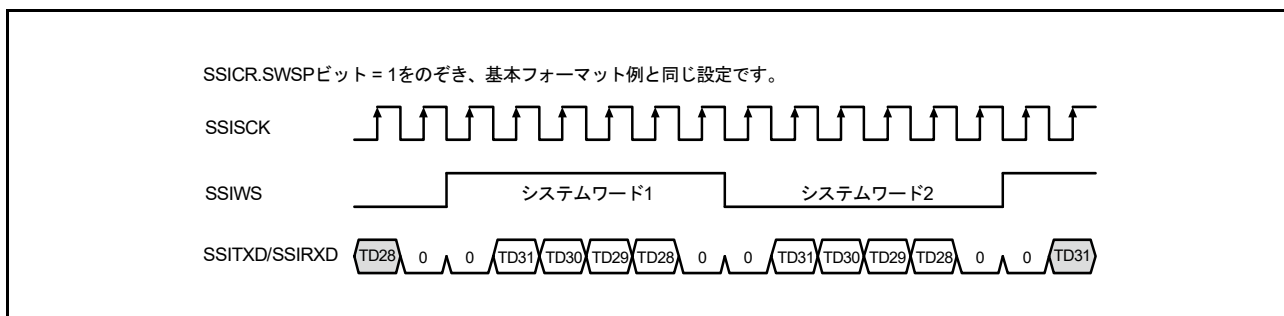 SSICR.SWSPビット = 1をのぞき、基本フォーマット例と同じ設定です。
SSISCK
SSIWS システムワード1 システムワード2
SSITXD/SSIRXD TD28 0 0 TD31 TD30 TD29 TD28 0 0 TD31 TD30 TD29 TD28 0 0 TD31